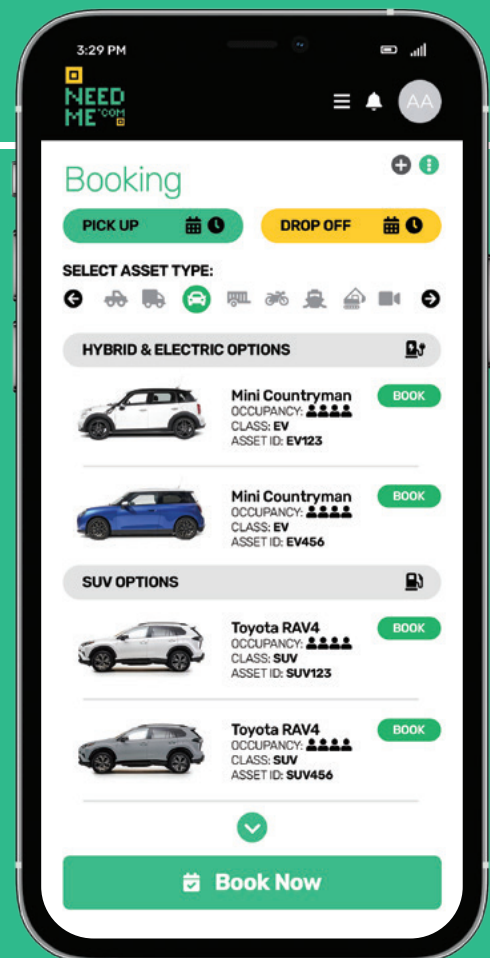 3:29 PM
NEED
ME.COM
AA
Booking
PICK UP
DROP OFF
SELECT ASSET TYPE:
HYBRID & ELECTRIC OPTIONS
Mini Countryman
BOOK
OCCUPANCY:
CLASS: EV
ASSET ID: EV123
Mini Countryman
BOOK
OCCUPANCY:
CLASS: EV
ASSET ID: EV456
SUV OPTIONS
Toyota RAV4
BOOK
OCCUPANCY:
CLASS: SUV
ASSET ID: SUV123
Toyota RAV4
BOOK
OCCUPANCY:
CLASS: SUV
ASSET ID: SUV456
Book Now